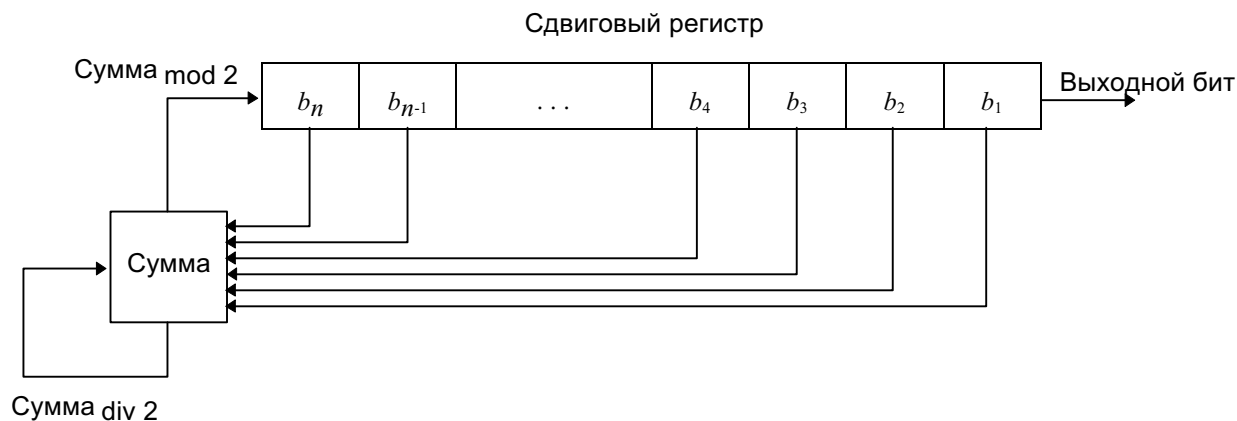 Сдвиговый регистр
Сумма mod 2
bn bn-1 . . . b4 b3 b2 b1
Выходной бит
Сумма
Сумма div 2